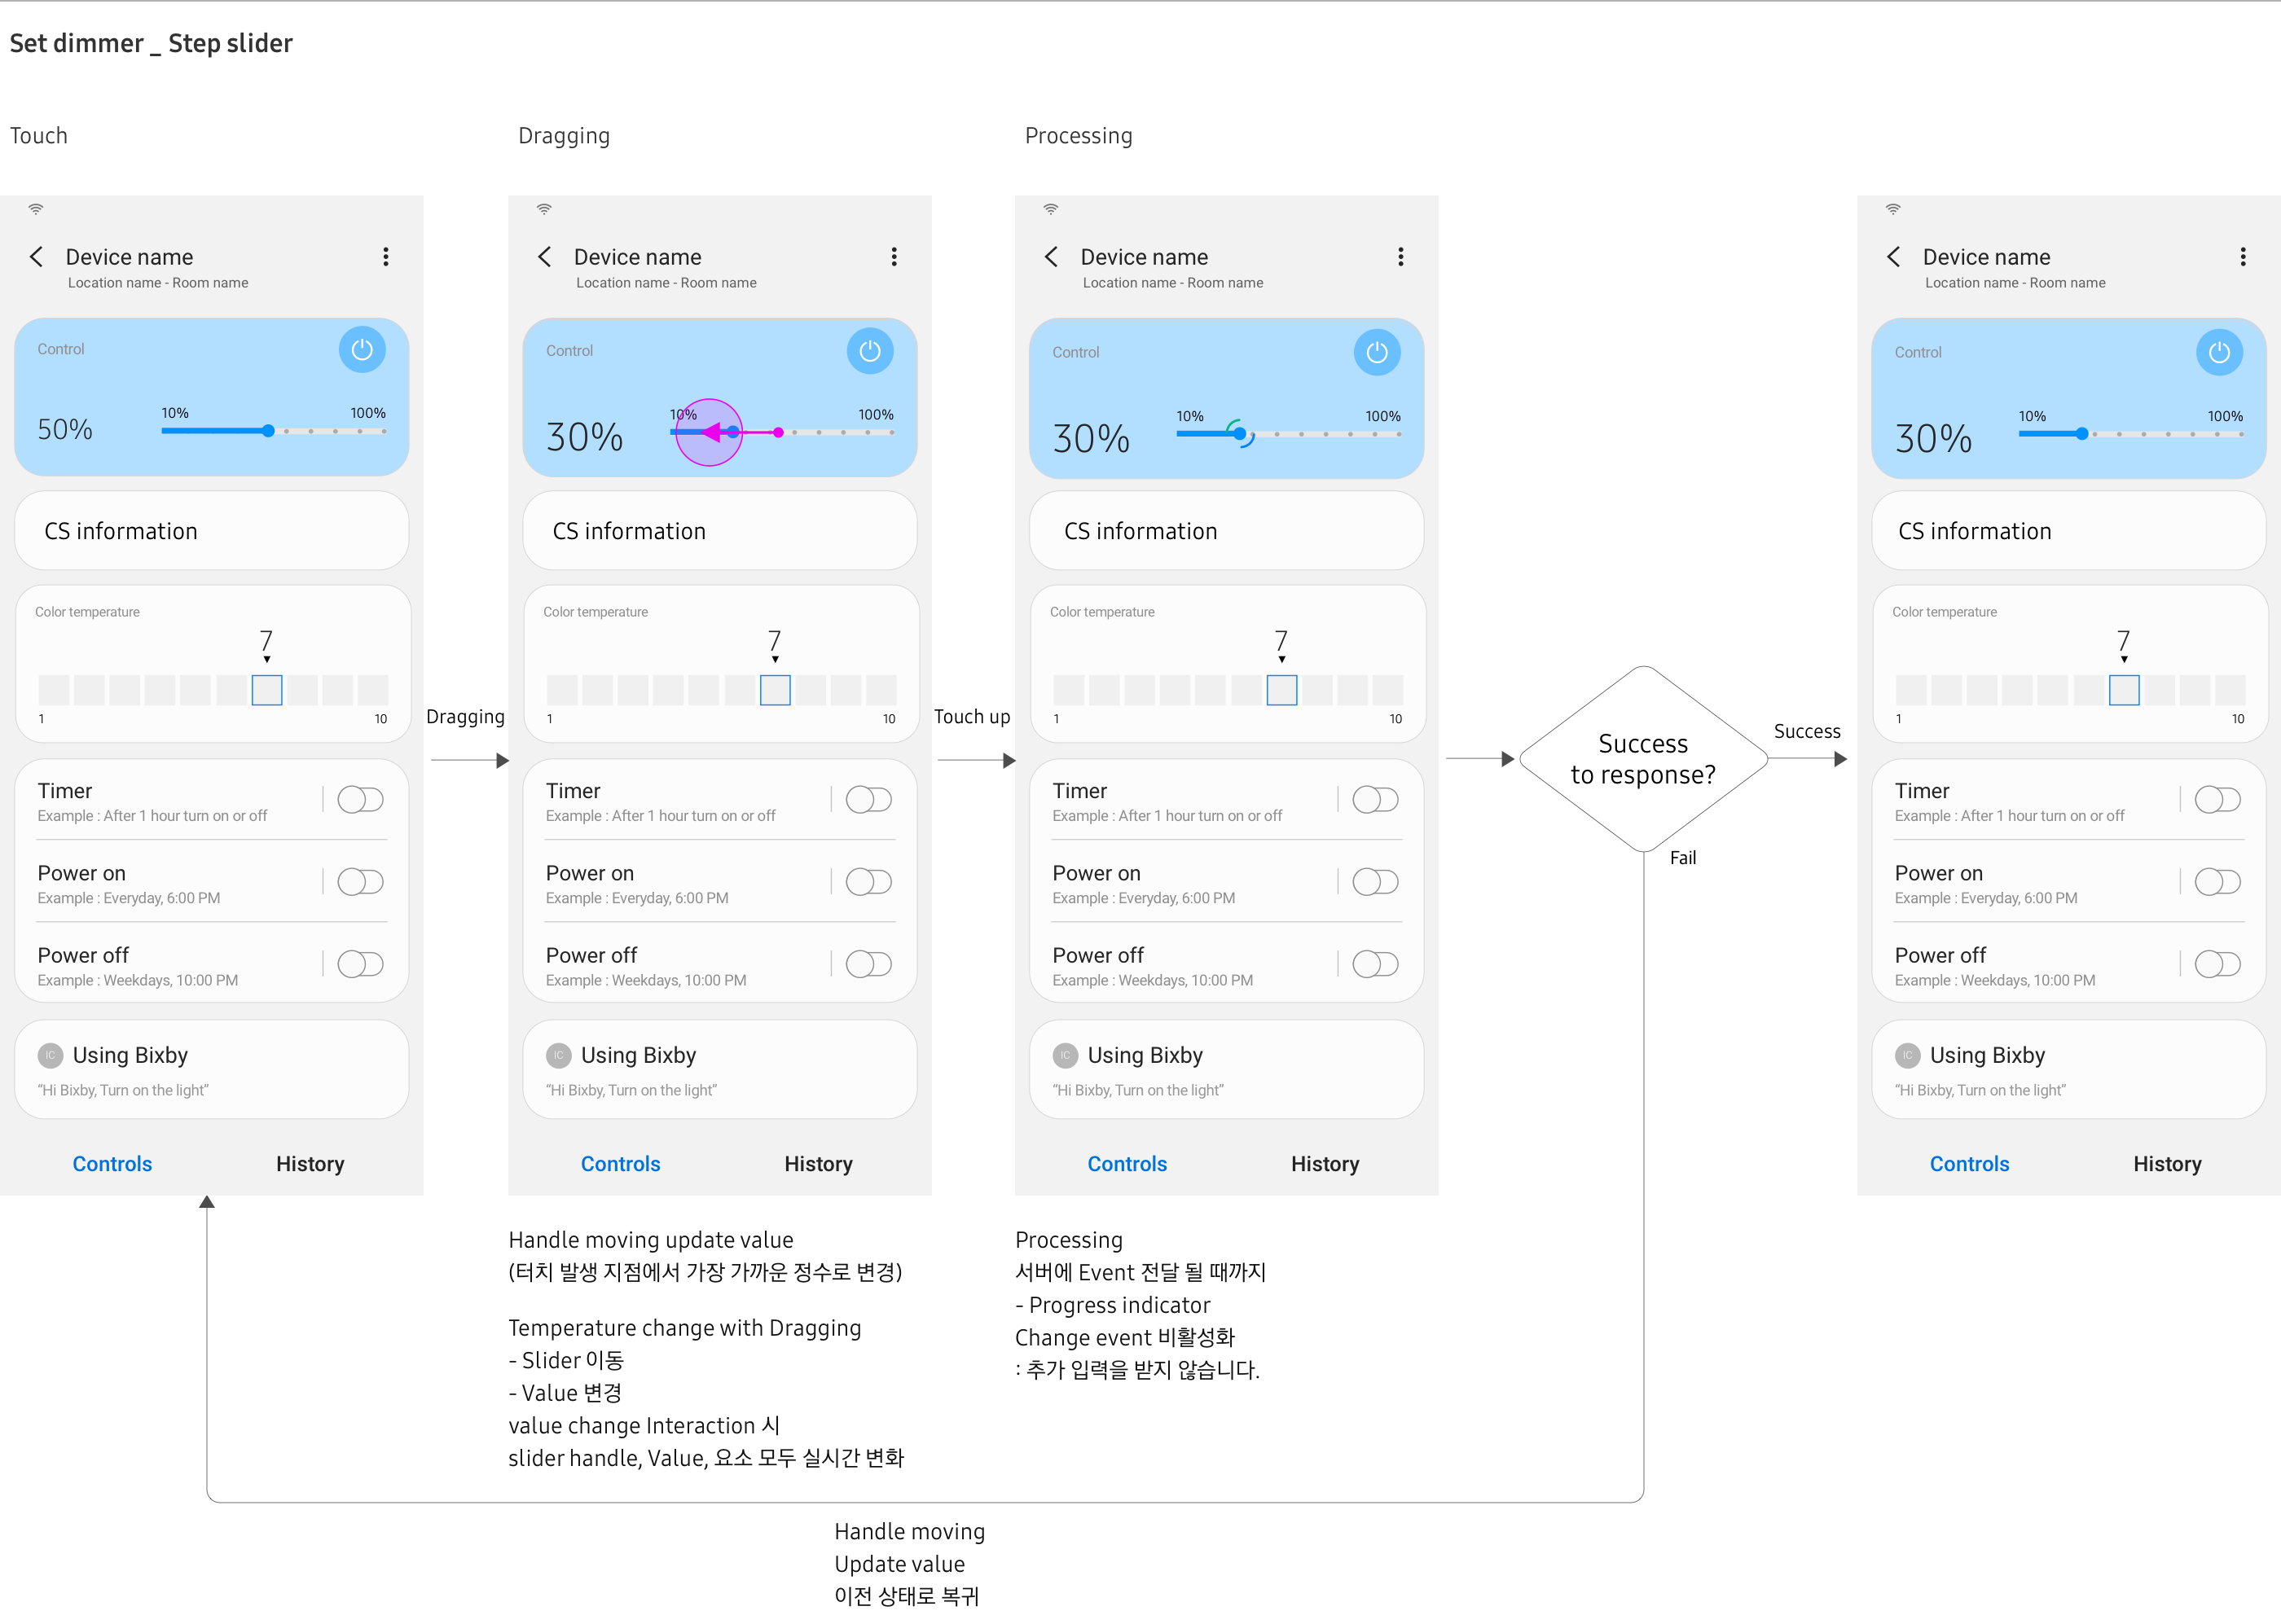 Set dimmer _ Step slider
Touch
Dragging
Processing
Device name
Location name - Room name
Control
50%
10%
100%
CS information
Color temperature
7
1
10
Timer
Example : After 1 hour turn on or off
Power on
Example : Everyday, 6:00 PM
Power off
Example : Weekdays, 10:00 PM
IC Using Bixby
“Hi Bixby, Turn on the light”
Controls
History
Dragging
Device name
Location name - Room name
Control
30%
10%
100%
CS information
Color temperature
7
1
10
Timer
Example : After 1 hour turn on or off
Power on
Example : Everyday, 6:00 PM
Power off
Example : Weekdays, 10:00 PM
IC Using Bixby
“Hi Bixby, Turn on the light”
Controls
History
Handle moving update value
(터치 발생 지점에서 가장 가까운 정수로 변경)
Temperature change with Dragging
- Slider 이동
- Value 변경
value change Interaction 시
slider handle, Value, 요소 모두 실시간 변화
Touch up
Device name
Location name - Room name
Control
30%
10%
100%
CS information
Color temperature
7
1
10
Timer
Example : After 1 hour turn on or off
Power on
Example : Everyday, 6:00 PM
Power off
Example : Weekdays, 10:00 PM
IC Using Bixby
“Hi Bixby, Turn on the light”
Controls
History
Processing
서버에 Event 전달 될 때까지
- Progress indicator
Change event 비활성화
: 추가 입력을 받지 않습니다.
Success
to response?
Success
Fail
Device name
Location name - Room name
Control
30%
10%
100%
CS information
Color temperature
7
1
10
Timer
Example : After 1 hour turn on or off
Power on
Example : Everyday, 6:00 PM
Power off
Example : Weekdays, 10:00 PM
IC Using Bixby
“Hi Bixby, Turn on the light”
Controls
History
Handle moving
Update value
이전 상태로 복귀